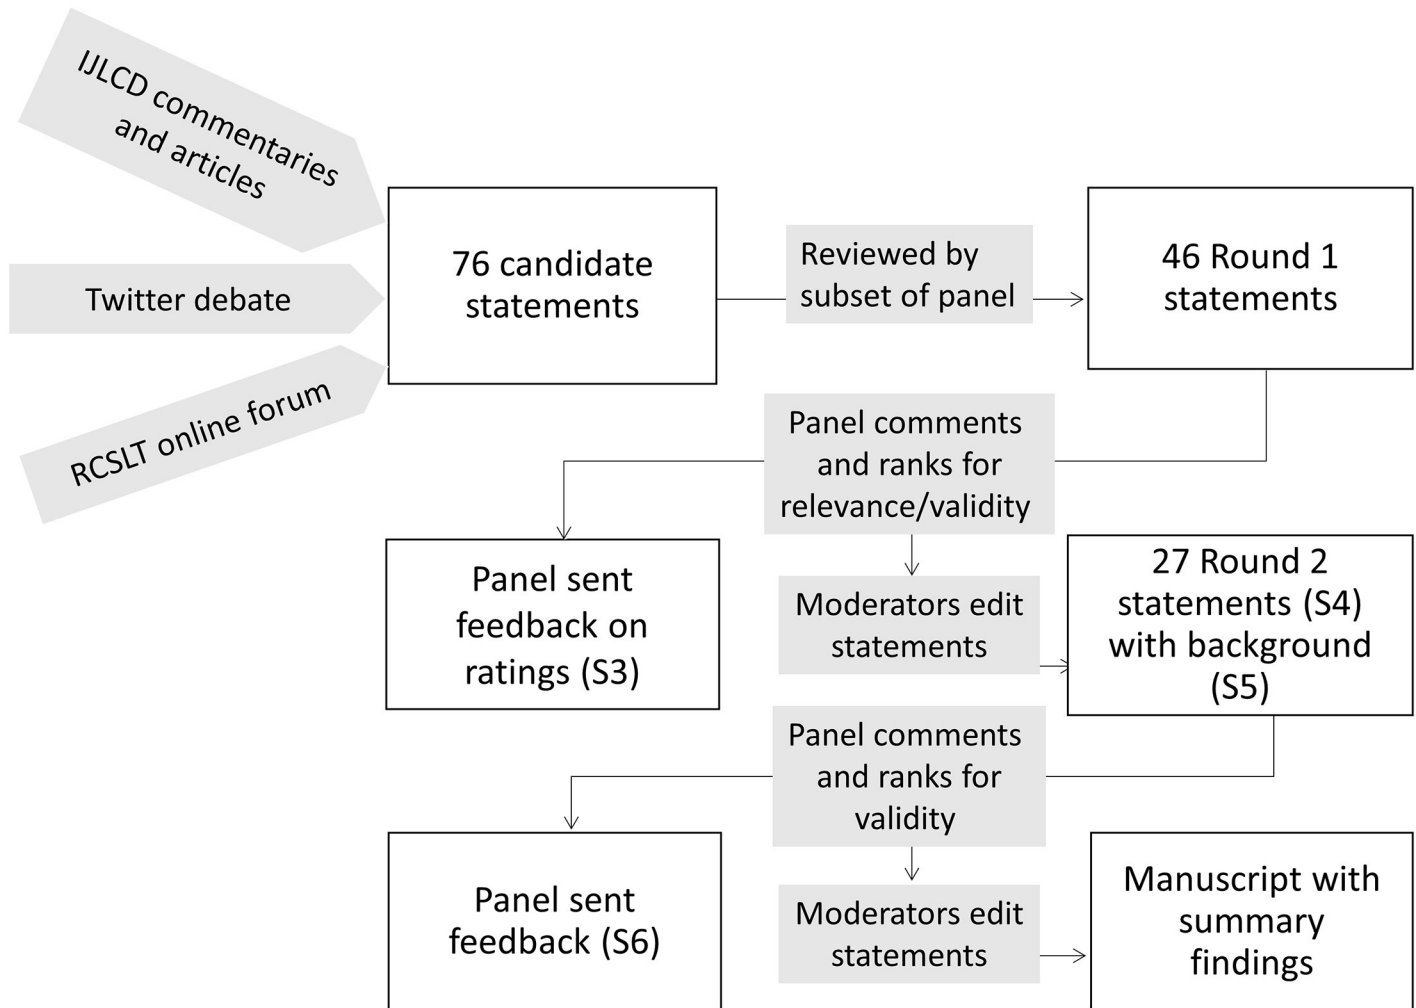 IJLCD commentaries
and articles
Twitter debate
RCSLT online forum
76 candidate
statements
Reviewed by
subset of panel
46 Round 1
statements
Panel comments
and ranks for
relevance/validity
Panel sent
feedback on
ratings (S3)
Moderators edit
statements
27 Round 2
statements (S4)
with background
(S5)
Panel comments
and ranks for
validity
Panel sent
feedback (S6)
Moderators edit
statements
Manuscript with
summary
findings